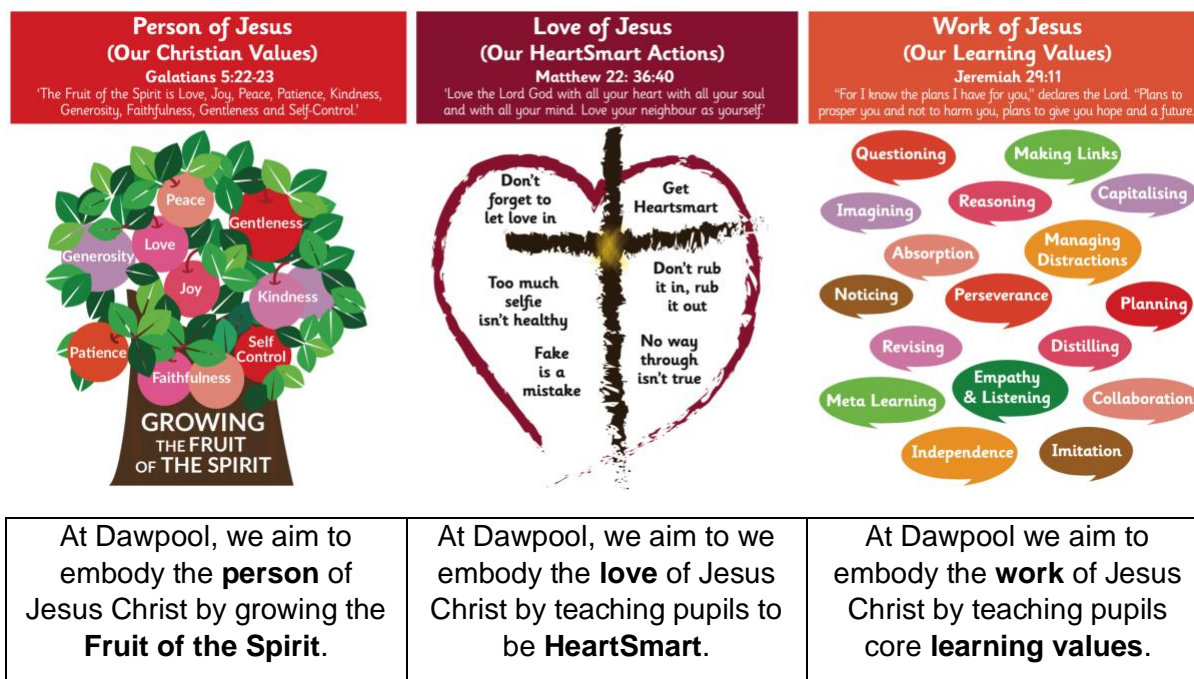 Person of Jesus
(Our Christian Values)
Galatians 5:22-23
'The Fruit of the Spirit is Love, Joy, Peace, Patience, Kindness,
Generosity, Faithfulness, Gentleness and Self-Control.'
Peace
Gentleness
Love
Generosity
Joy
Kindness
Patience
Self
Control
Faithfulness
GROWING
THE FRUIT
OF THE SPIRIT
Love of Jesus
(Our HeartSmart Actions)
Matthew 22: 36:40
'Love the Lord God with all your heart with all your soul
and with all your mind. Love your neighbour as yourself.'
Don't
forget to
let love in
Get
Heartsmart
Too much
selfie
isn't healthy
Don't rub
it in, rub
it out
Fake
is a
mistake
No way
through
isn't true
Work of Jesus
(Our Learning Values)
Jeremiah 29:11
"For I know the plans I have for you," declares the Lord. "Plans to
prosper you and not to harm you, plans to give you hope and a future.
Questioning
Making Links
Imagining
Reasoning
Capitalising
Absorption
Managing
Distractions
Noticing
Perseverance
Planning
Revising
Distilling
Meta Learning
Empathy
& Listening
Collaboration
Independence
Imitation
At Dawpool, we aim to
embody the person of
Jesus Christ by growing the
Fruit of the Spirit.
At Dawpool, we aim to we
embody the love of Jesus
Christ by teaching pupils to
be HeartSmart.
At Dawpool we aim to
embody the work of Jesus
Christ by teaching pupils
core learning values.